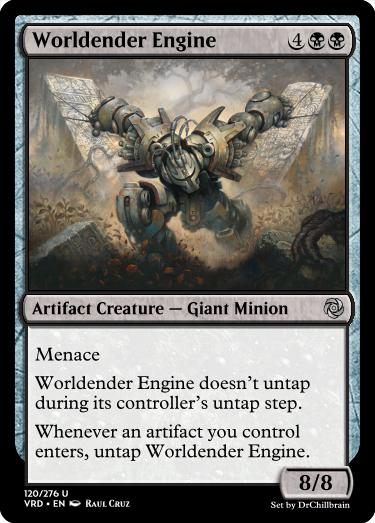 Worldender Engine 4
Artifact Creature — Giant Minion
Menace
Worldender Engine doesn't untap
during its controller's untap step.
Whenever an artifact you control
enters, untap Worldender Engine.
8/8
120/276 U
VRD • EN Raul Cruz
Set by DrChillbrain